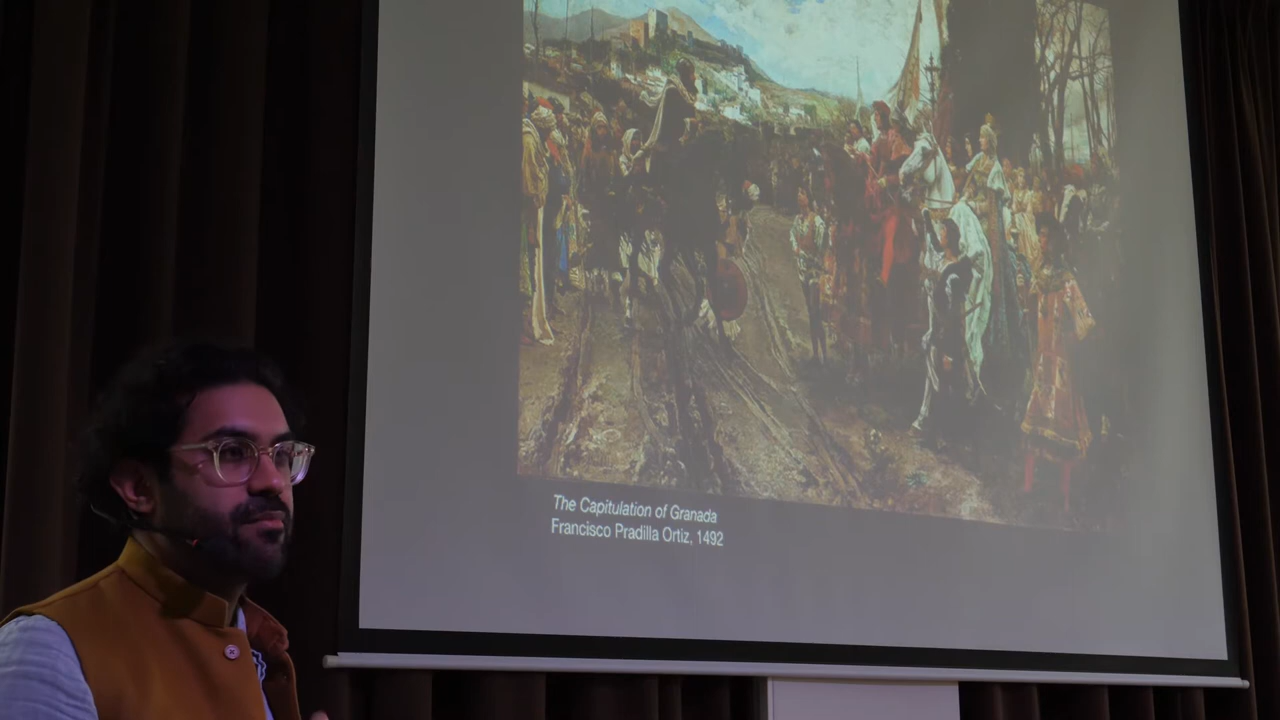 The Capitulation of Granada
Francisco Pradilla Ortiz, 1492